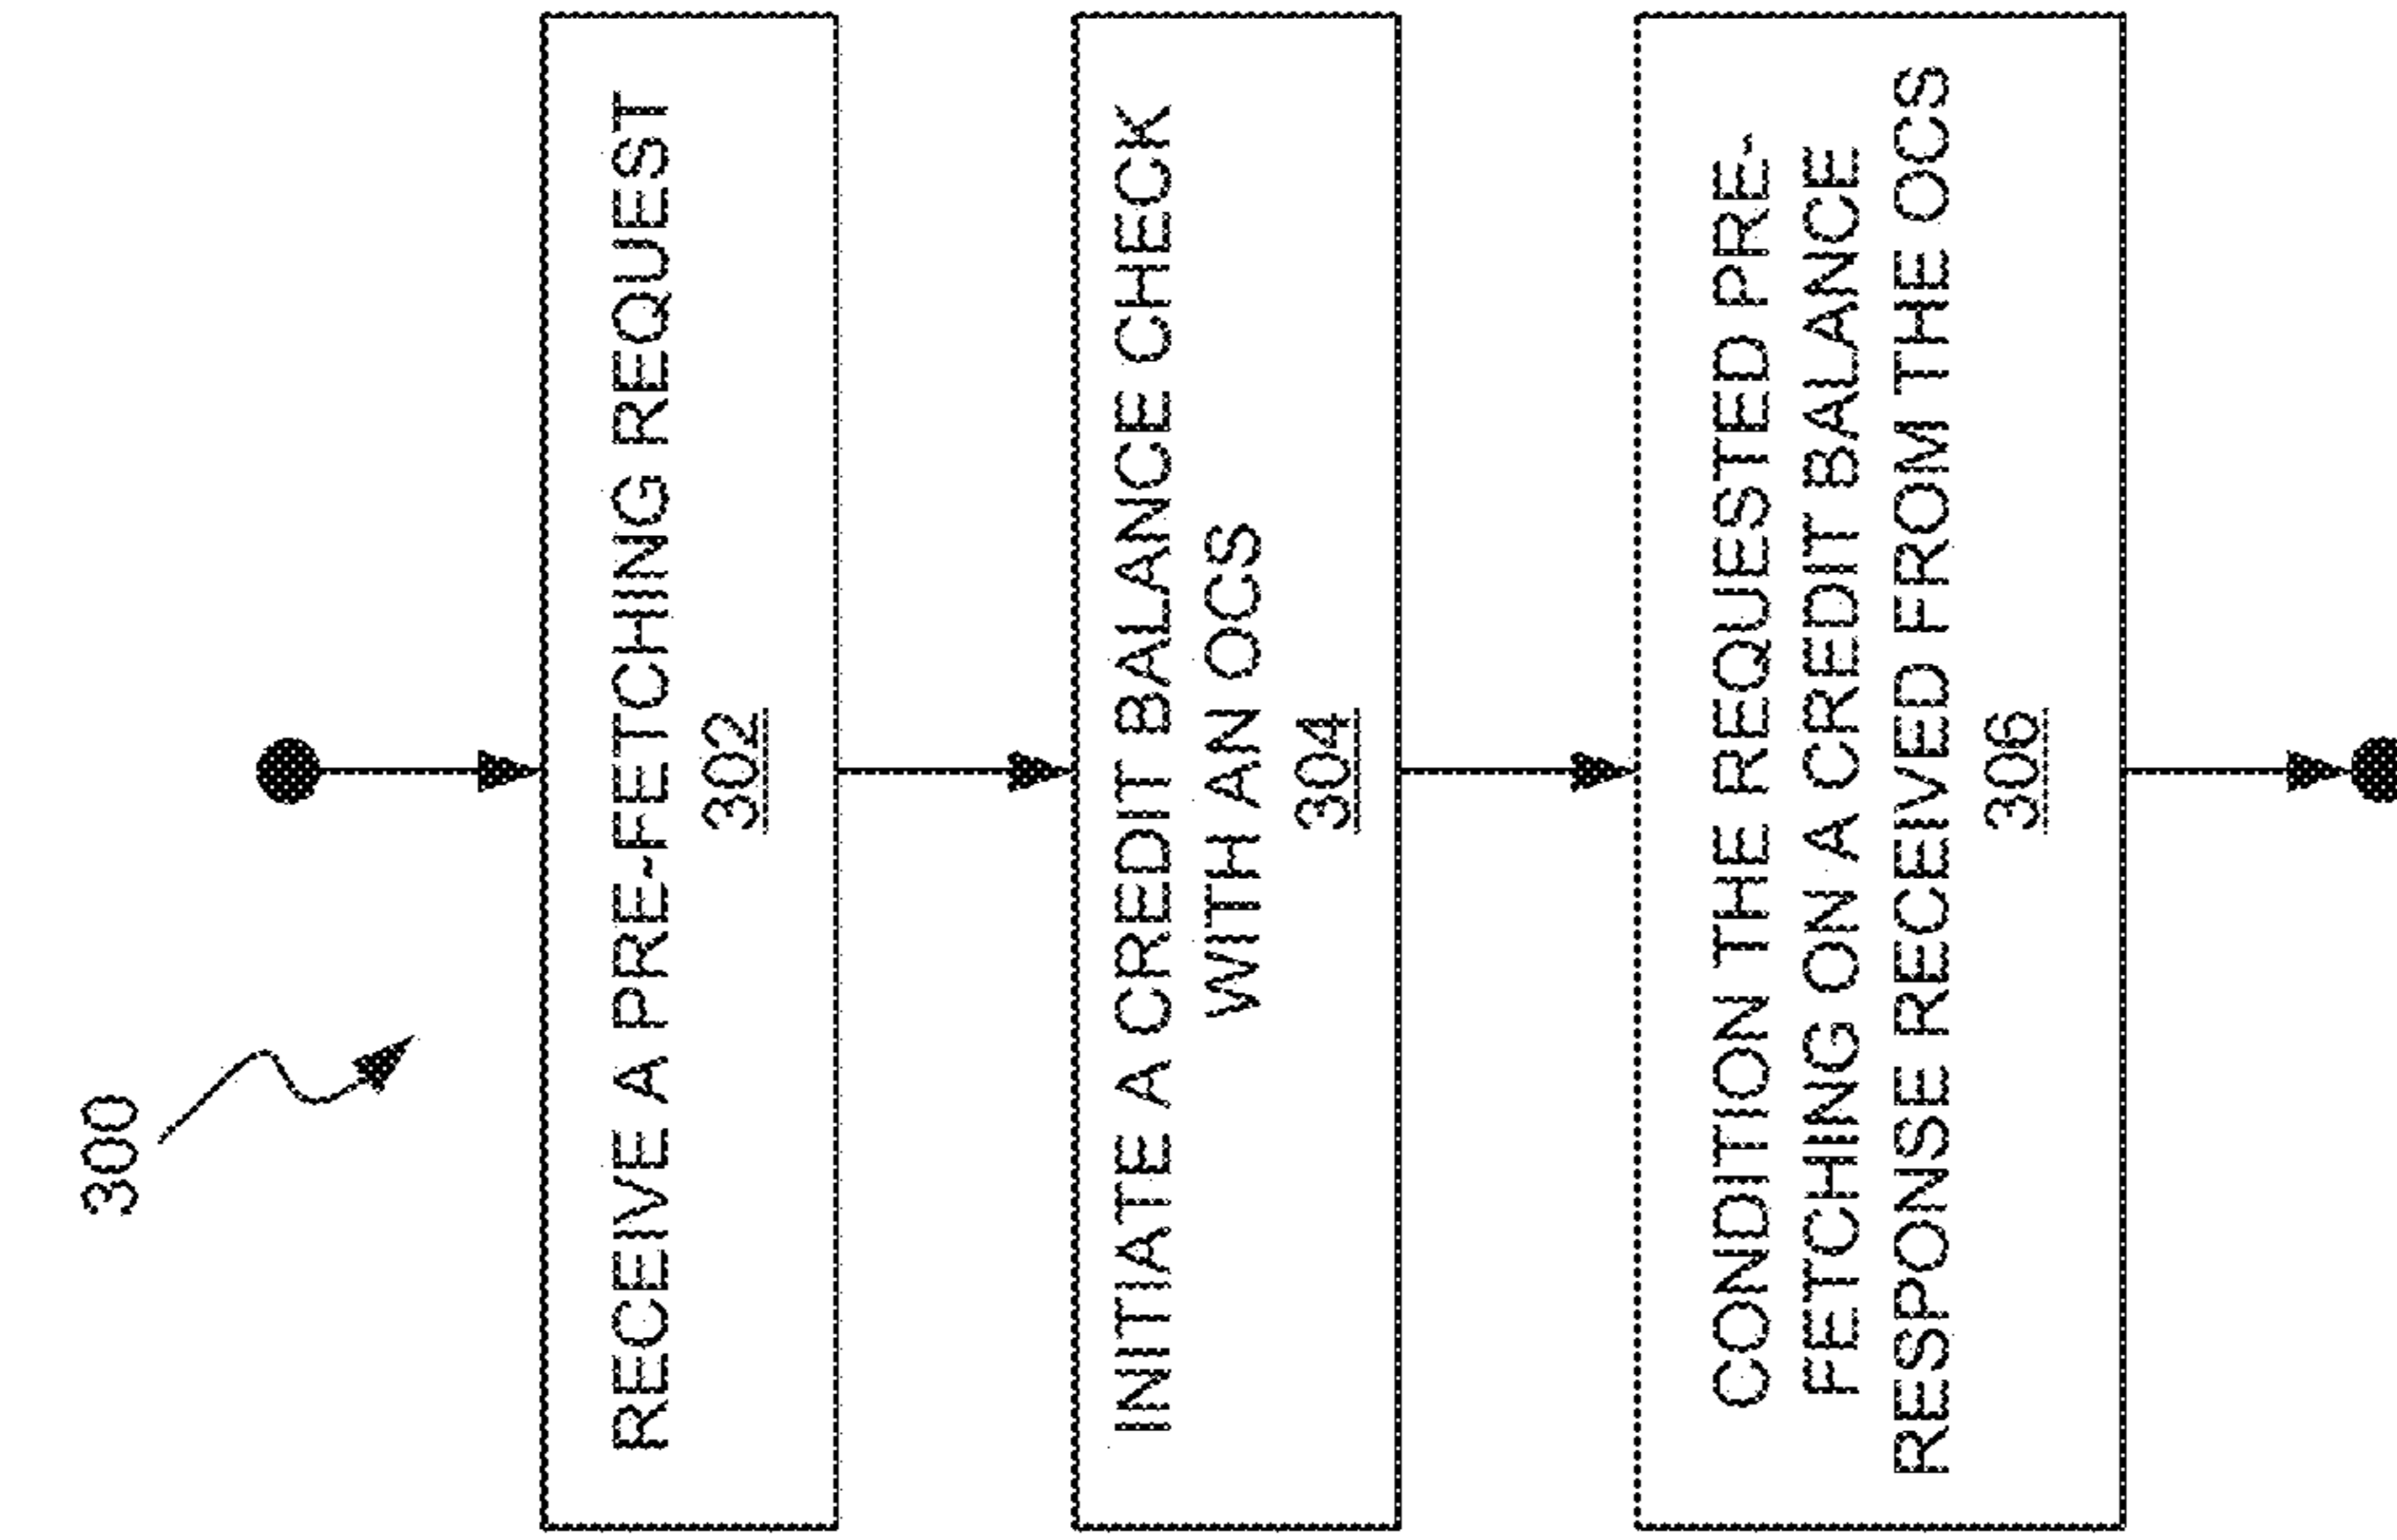 300
RECEIVE A PRE-FETCHING REQUEST
302
INITIATE A CREDIT BALANCE CHECK
WITH AN OCS
304
CONDITION THE REQUESTED PRE-
FETCHING ON A CREDIT BALANCE
RESPONSE RECEIVED FROM THE OCS
306